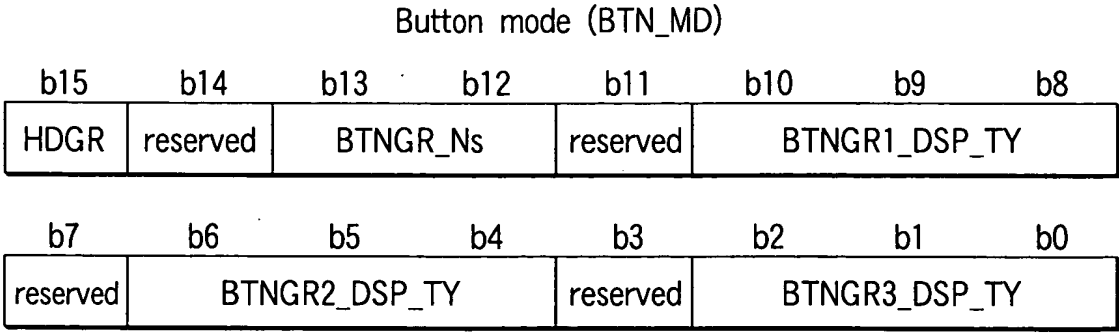 Button mode (BTN_MD)
b15 b14 b13 b12 b11 b10 b9 b8
HDGR reserved BTNGR_Ns reserved BTNGR1_DSP_TY
b7 b6 b5 b4 b3 b2 b1 b0
reserved BTNGR2_DSP_TY reserved BTNGR3_DSP_TY